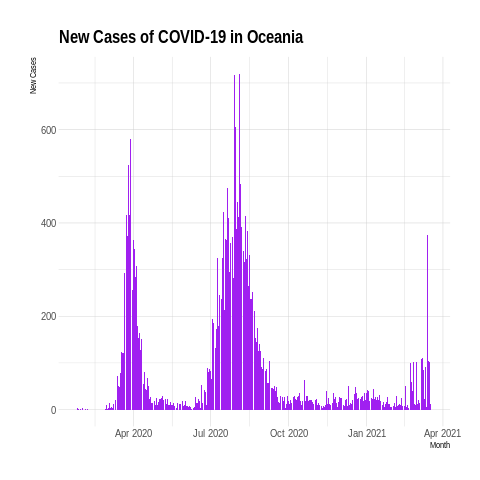 New Cases of COVID-19 in Oceania
New Cases
600
400
200
0
Apr 2020 Jul 2020 Oct 2020 Jan 2021 Apr 2021
Month